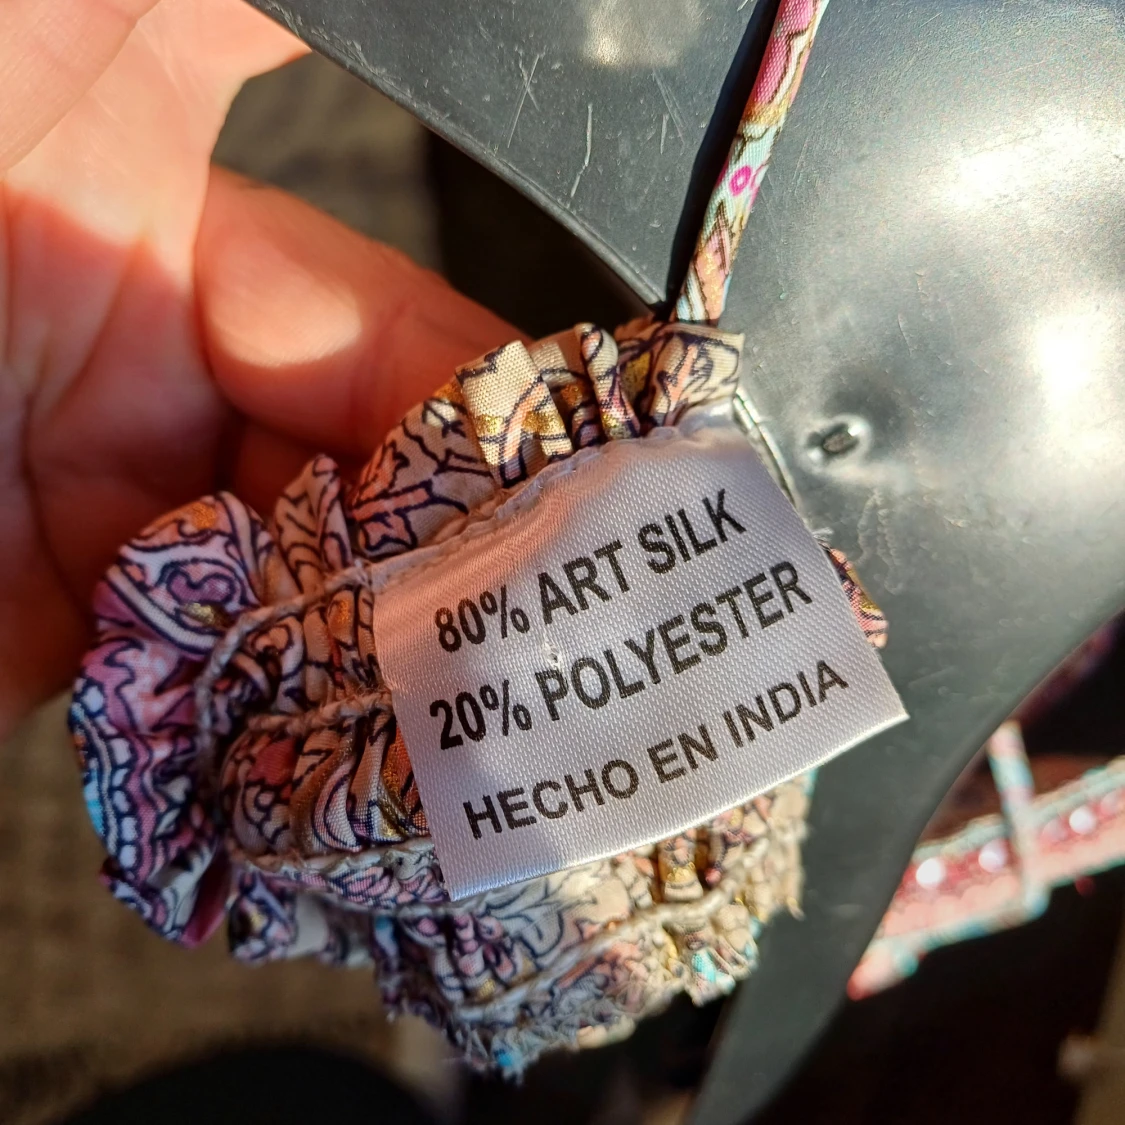 80% ART SILK
20% POLYESTER
HECHO EN INDIA